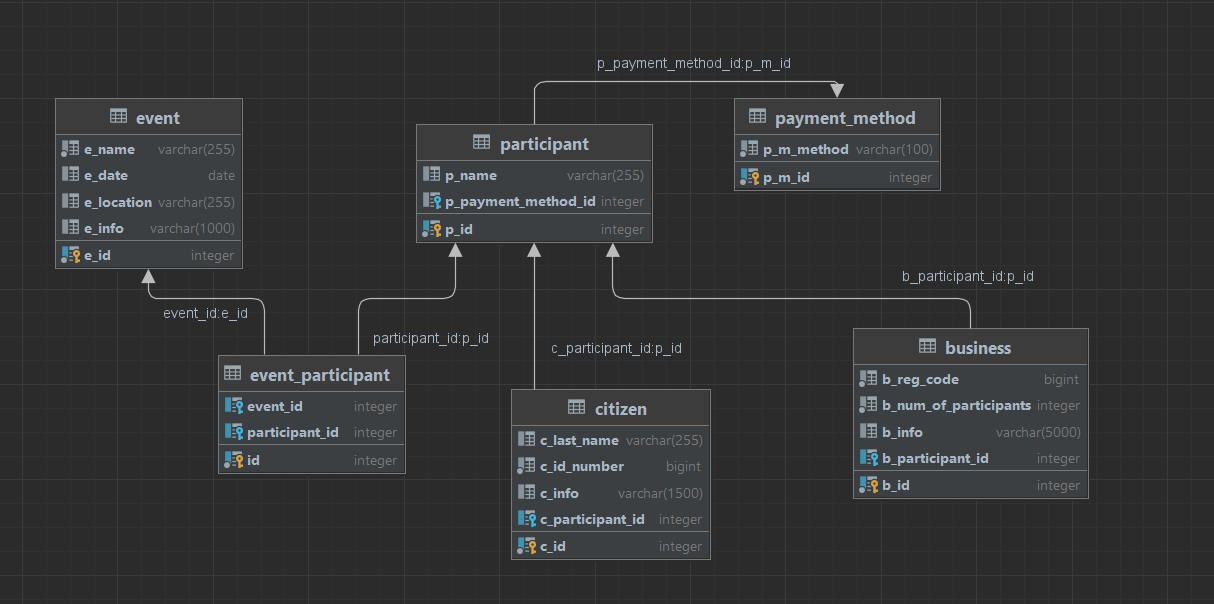 p_payment_method_id:p_m_id
event
e_name varchar(255)
e_date date
e_location varchar(255)
e_info varchar(1000)
e_id integer
participant
p_name varchar(255)
p_payment_method_id integer
p_id integer
payment_method
p_m_method varchar(100)
p_m_id integer
event_id:e_id
participant_id:p_id
c_participant_id:p_id
b_participant_id:p_id
event_participant
event_id integer
participant_id integer
id integer
citizen
c_last_name varchar(255)
c_id_number bigint
c_info varchar(1500)
c_participant_id integer
c_id integer
business
b_reg_code bigint
b_num_of_participants integer
b_info varchar(5000)
b_participant_id integer
b_id integer